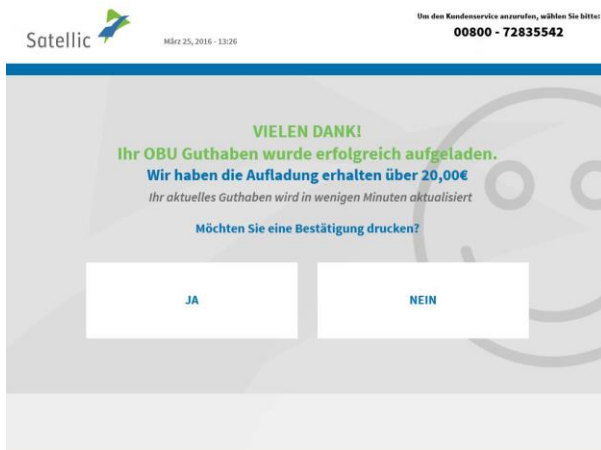 Satellic
März 25, 2016 - 13:26
Um den Kundenservice anzurufen, wählen Sie bitte:
00800 - 72835542
VIELEN DANK!
Ihr OBU Guthaben wurde erfolgreich aufgeladen.
Wir haben die Aufladung erhalten über 20,00€
Ihr aktuelles Guthaben wird in wenigen Minuten aktualisiert
Möchten Sie eine Bestätigung drucken?
JA
NEIN